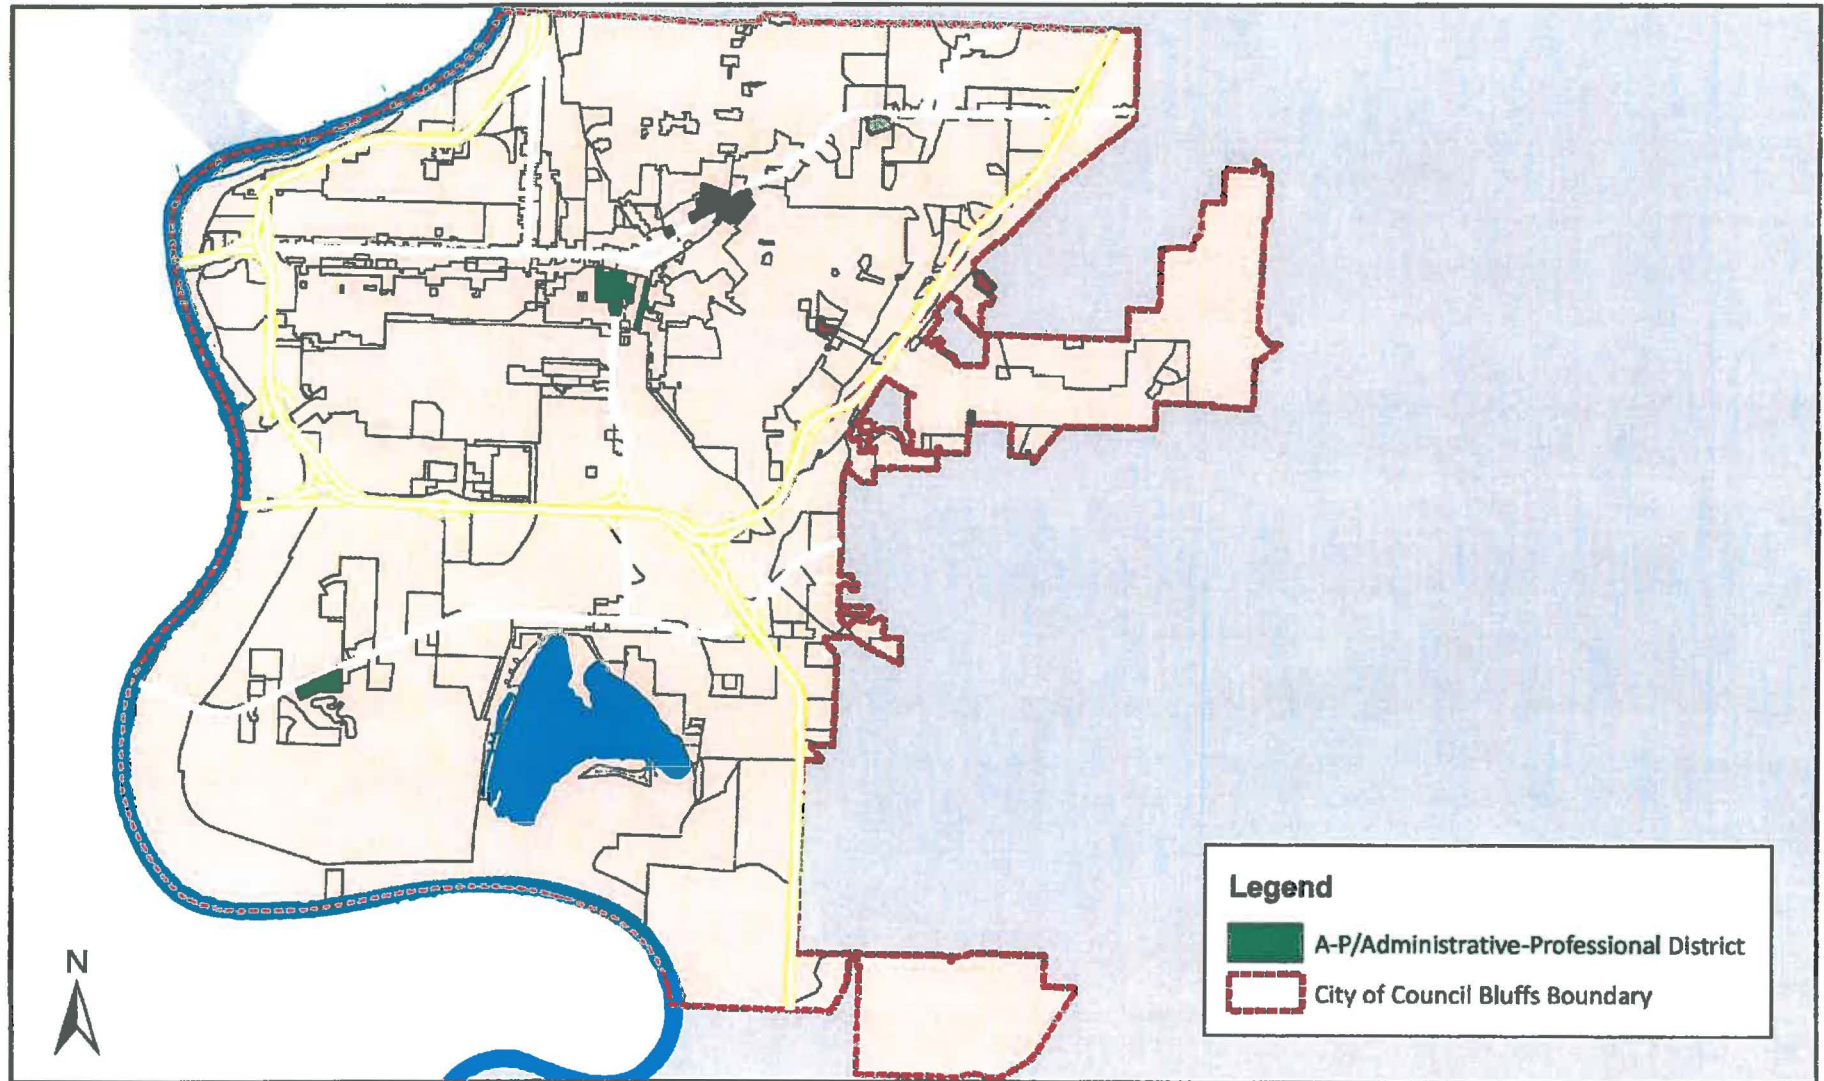 N
Legend
A-P/Administrative-Professional District
City of Council Bluffs Boundary